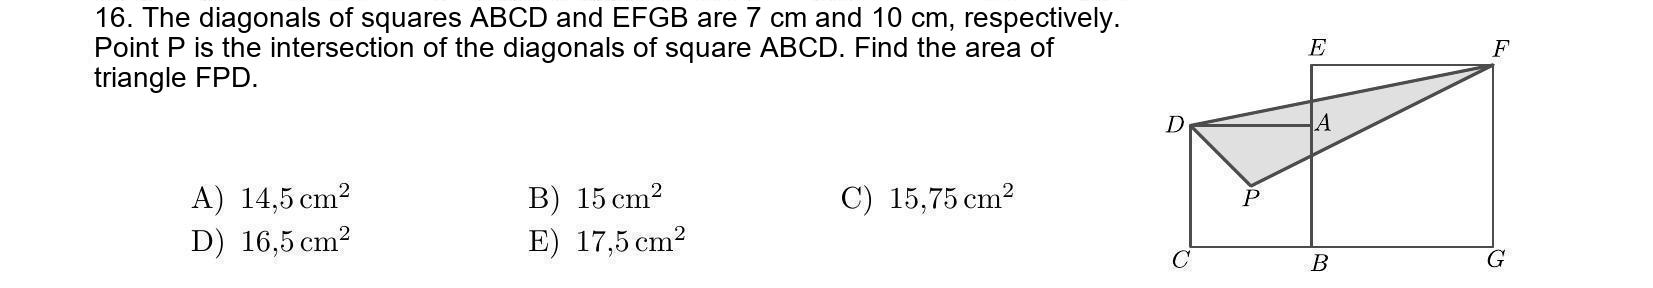 16. The diagonals of squares ABCD and EFGB are 7 cm and 10 cm, respectively.
Point P is the intersection of the diagonals of square ABCD. Find the area of
triangle FPD.
E F
D A
P
C B G
A) 14,5 cm² B) 15 cm² C) 15,75 cm²
D) 16,5 cm² E) 17,5 cm²